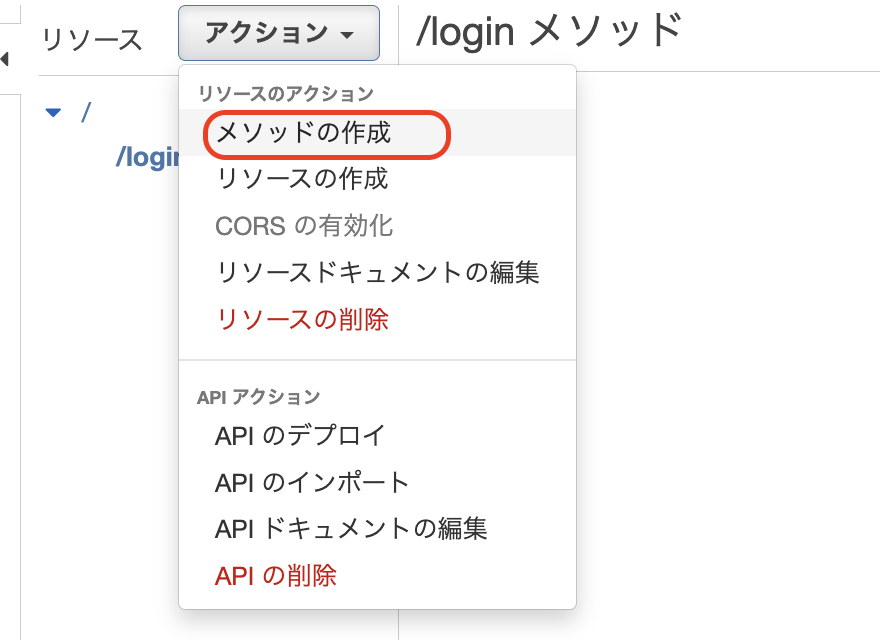 リソース
アクション
/login メソッド
リソースのアクション
メソッドの作成
/
リソースの作成
CORS の有効化
リソースドキュメントの編集
リソースの削除
API アクション
API のデプロイ
API のインポート
API ドキュメントの編集
API の削除